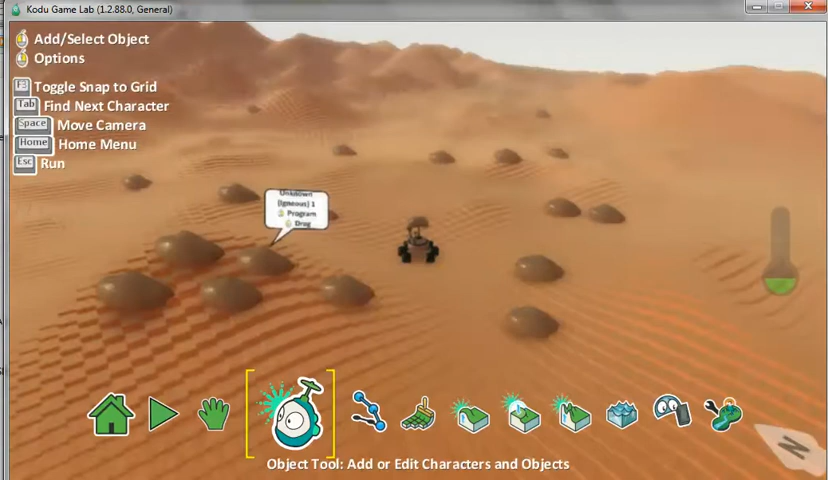 Kodu Game Lab (1.2.88.0, General)
Add/Select Object
Options
F3 Toggle Snap to Grid
Tab Find Next Character
Space Move Camera
Home Home Menu
Esc Run
Unknown
(Igneous) 1
Program
Drag
Object Tool: Add or Edit Characters and Objects
N